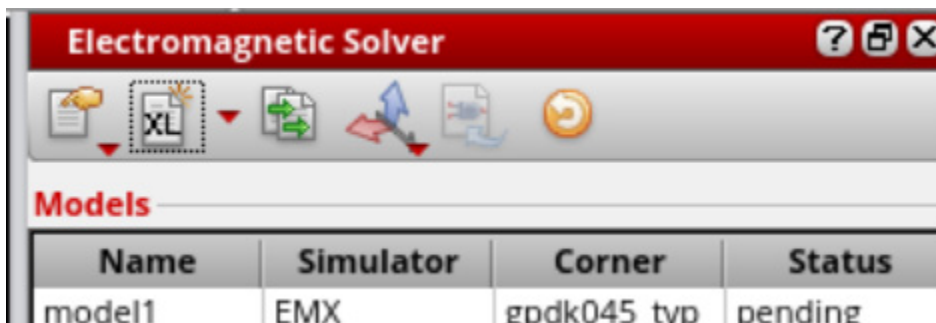 Electromagnetic Solver
XL
Models
Name Simulator Corner Status
model1 EMX gpdk045_typ pending